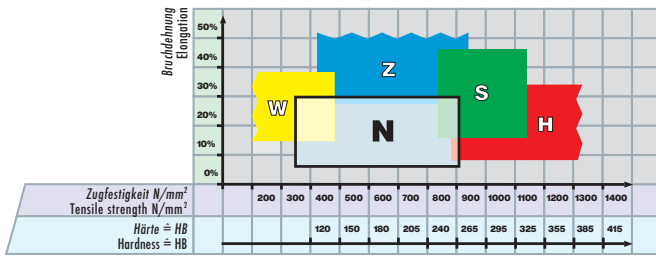 Bruchdehnung
Elongation
50%
40%
30%
20%
10%
0%
W
Z
S
N
H
Zugfestigkeit N/mm²
Tensile strength N/mm²
200 300 400 500 600 700 800 900 1000 1100 1200 1300 1400
Härte ≙ HB
Hardness ≙ HB
120 150 180 205 240 265 295 325 355 385 415